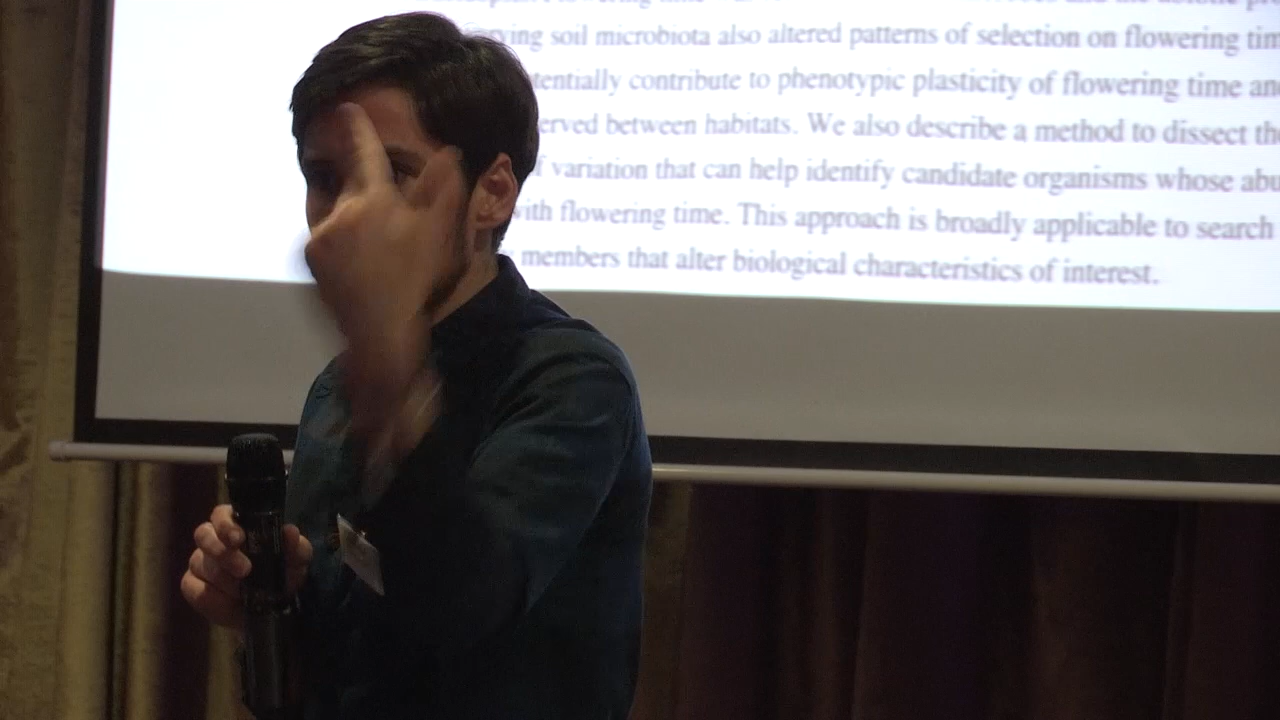 ying soil microbiota also altered patterns of selection on flowering tim
tentially contribute to phenotypic plasticity of flowering time an
erved between habitats. We also describe a method to dissect th
f variation that can help identify candidate organisms whose abu
with flowering time. This approach is broadly applicable to search
members that alter biological characteristics of interest.